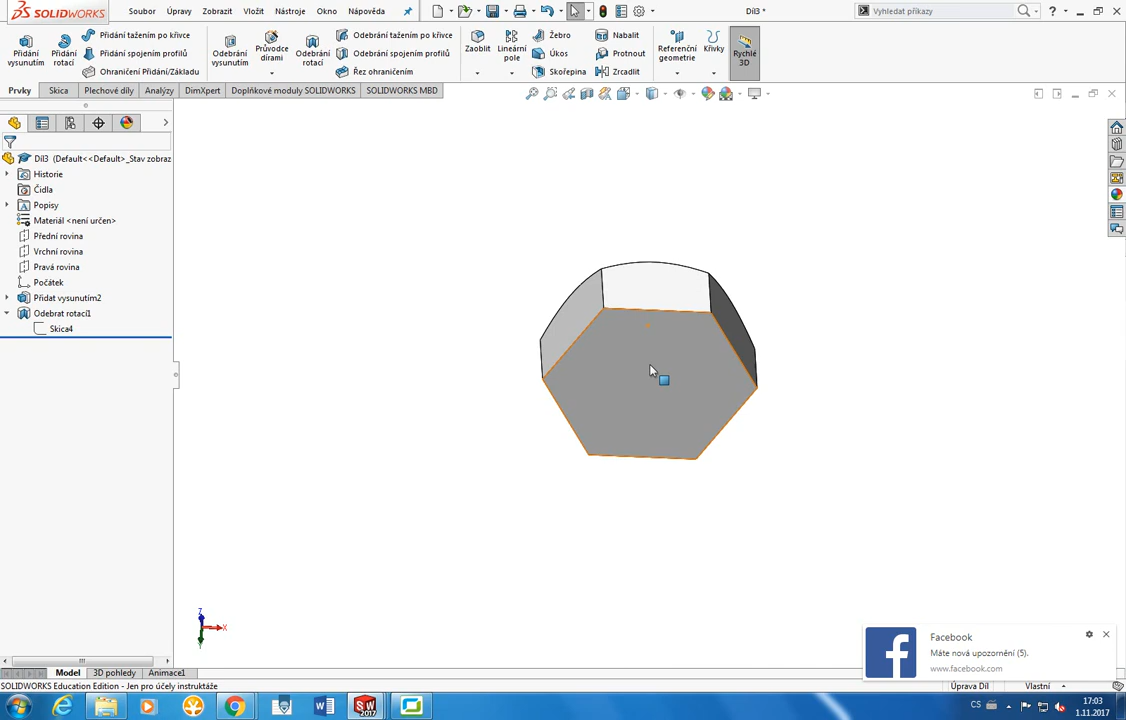 SOLIDWORKS Soubor Úpravy Zobrazit Vložit Nástroje Okno Nápověda Díl3 * Vyhledat příkazy
Přidání vysunutím
Přidání rotací
Přidání tažením po křivce
Přidání spojením profilů
Ohraničení Přidání/Základu
Odebrání vysunutím
Průvodce dírami
Odebrání rotací
Odebrání tažením po křivce
Odebrání spojením profilů
Řez ohraničením
Zaoblit
Lineární pole
Žebro
Úkos
Skořepina
Nabalit
Protnout
Zrcadlit
Referenční geometrie
Křivky
Rychlé 3D
Prvky Skica Plechové díly Analýzy DimXpert Doplňkové moduly SOLIDWORKS SOLIDWORKS MBD
Díl3 (Default<<Default>_Stav zobraz
Historie
Čidla
Popisy
Materiál <není určen>
Přední rovina
Vrchní rovina
Pravá rovina
Počátek
Přidat vysunutím2
Odebrat rotací1
Skica4
Z
X
Y
Facebook
Máte nová upozornění (5).
www.facebook.com
Model 3D pohledy Animace1
SOLIDWORKS Education Edition - Jen pro účely instruktáže Úprava Díl Vlastní
CS 17:03
1.11.2017